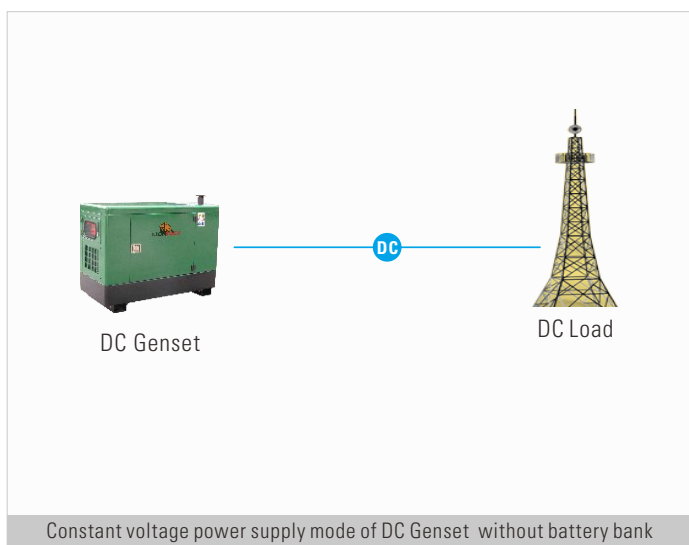 DC
DC Genset
DC Load
Constant voltage power supply mode of DC Genset without battery bank